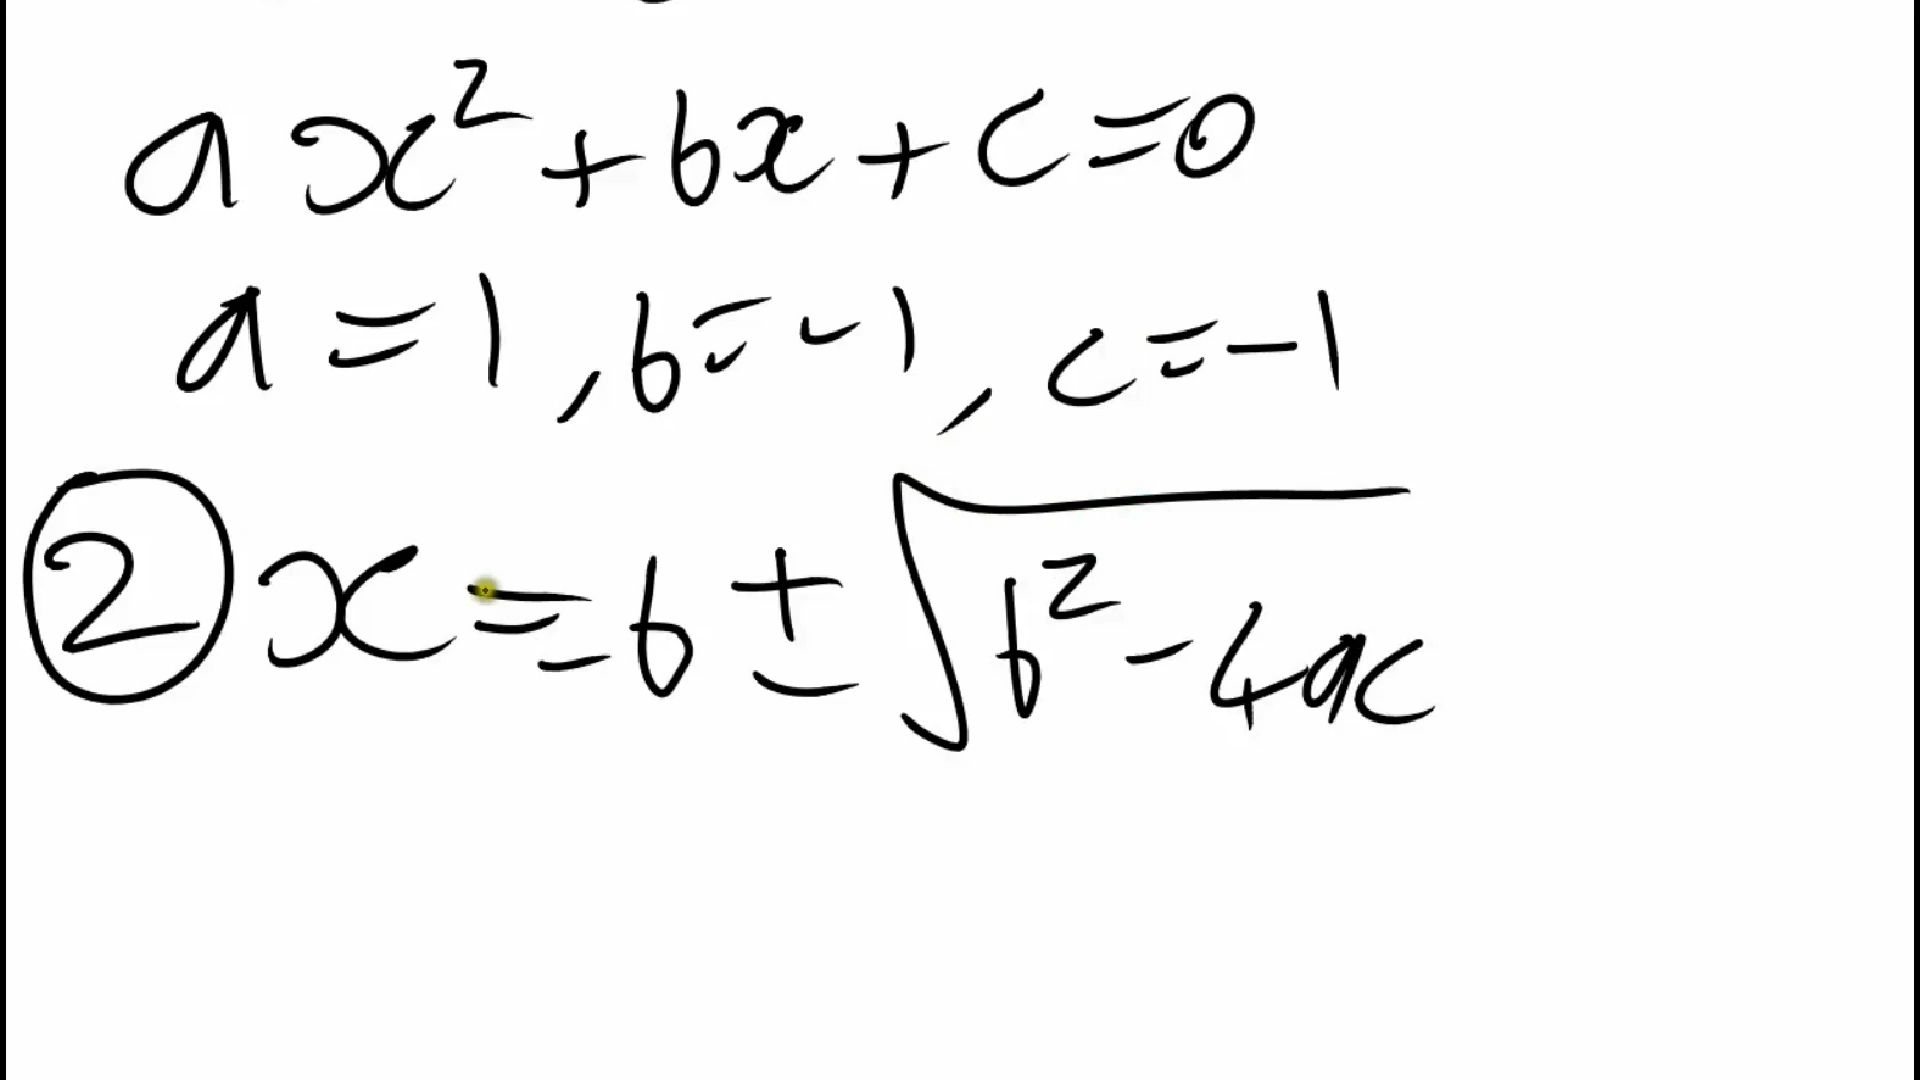 ax² + bx + c = 0
a = 1, b = -1, c = -1
② x = -b ± √(b² - 4ac)